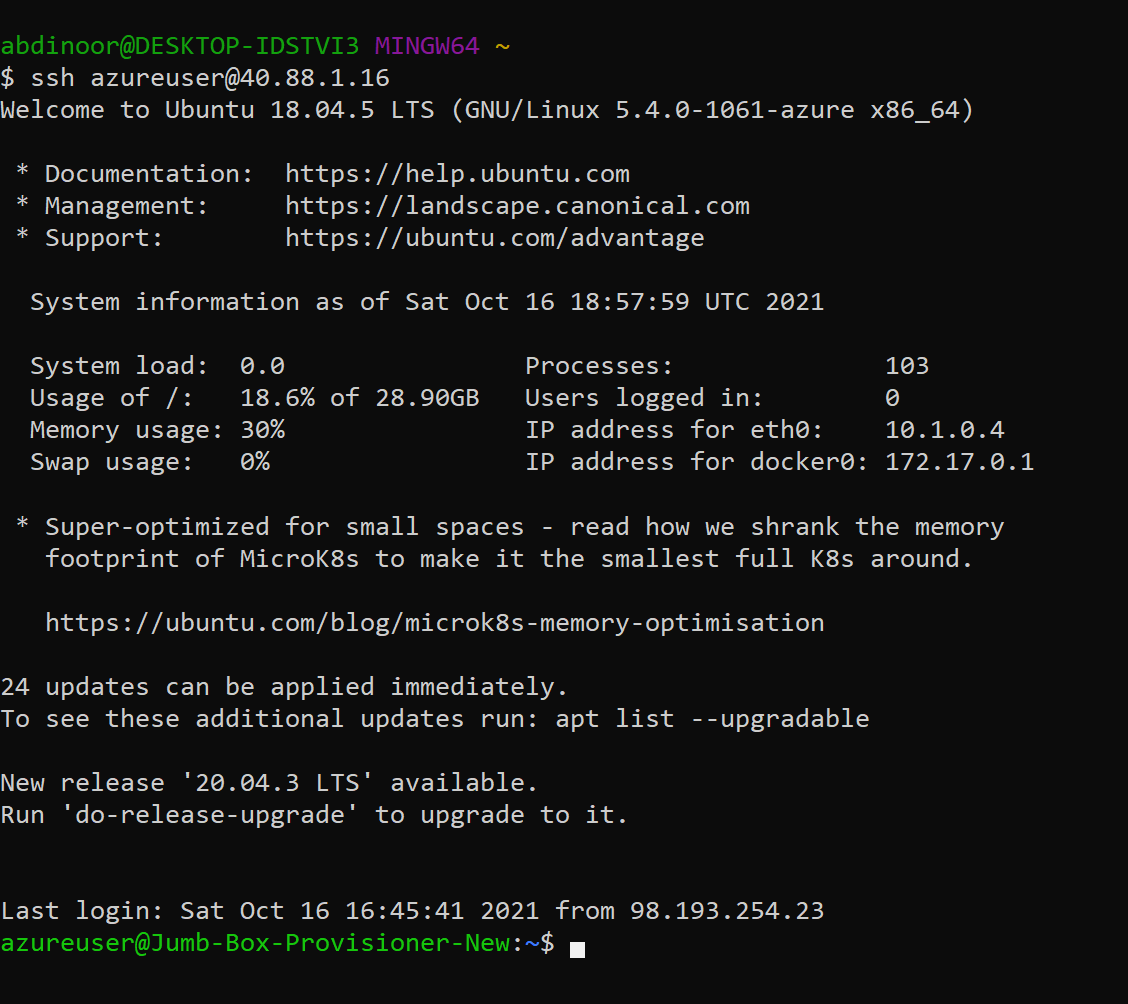 abdinoor@DESKTOP-IDSTVI3 MINGW64 ~
$ ssh azureuser@40.88.1.16
Welcome to Ubuntu 18.04.5 LTS (GNU/Linux 5.4.0-1061-azure x86_64)
 * Documentation:  https://help.ubuntu.com
 * Management:     https://landscape.canonical.com
 * Support:        https://ubuntu.com/advantage
  System information as of Sat Oct 16 18:57:59 UTC 2021
  System load:  0.0                Processes:              103
  Usage of /:   18.6% of 28.90GB   Users logged in:        0
  Memory usage: 30%                IP address for eth0:    10.1.0.4
  Swap usage:   0%                 IP address for docker0: 172.17.0.1
 * Super-optimized for small spaces - read how we shrank the memory
   footprint of MicroK8s to make it the smallest full K8s around.
   https://ubuntu.com/blog/microk8s-memory-optimisation
24 updates can be applied immediately.
To see these additional updates run: apt list --upgradable
New release '20.04.3 LTS' available.
Run 'do-release-upgrade' to upgrade to it.
Last login: Sat Oct 16 16:45:41 2021 from 98.193.254.23
azureuser@Jumb-Box-Provisioner-New:~$